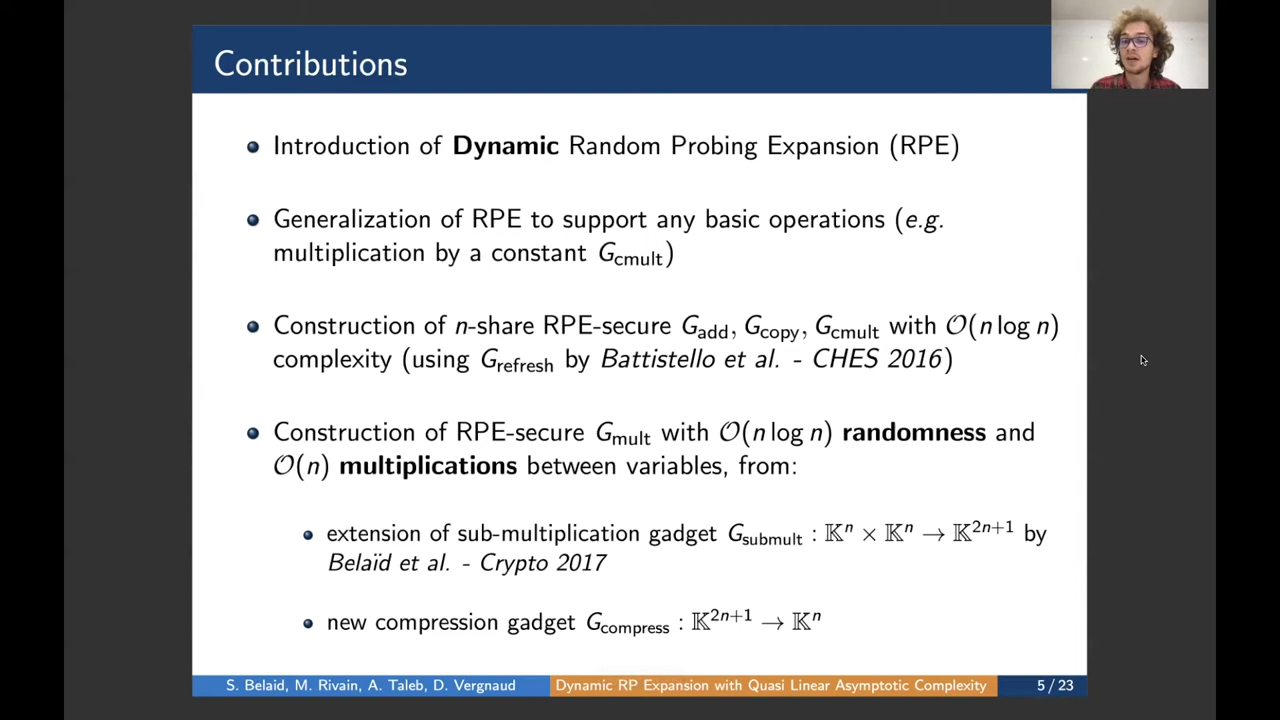 Contributions
Introduction of Dynamic Random Probing Expansion (RPE)
Generalization of RPE to support any basic operations (e.g.
multiplication by a constant G_cmult)
Construction of n-share RPE-secure G_add, G_copy, G_cmult with 𝒪(n log n)
complexity (using G_refresh by Battistello et al. - CHES 2016)
Construction of RPE-secure G_mult with 𝒪(n log n) randomness and
𝒪(n) multiplications between variables, from:
extension of sub-multiplication gadget G_submult : 𝕂^n × 𝕂^n → 𝕂^{2n+1} by
Belaïd et al. - Crypto 2017
new compression gadget G_compress : 𝕂^{2n+1} → 𝕂^n
S. Belaid, M. Rivain, A. Taleb, D. Vergnaud Dynamic RP Expansion with Quasi Linear Asymptotic Complexity 5 / 23